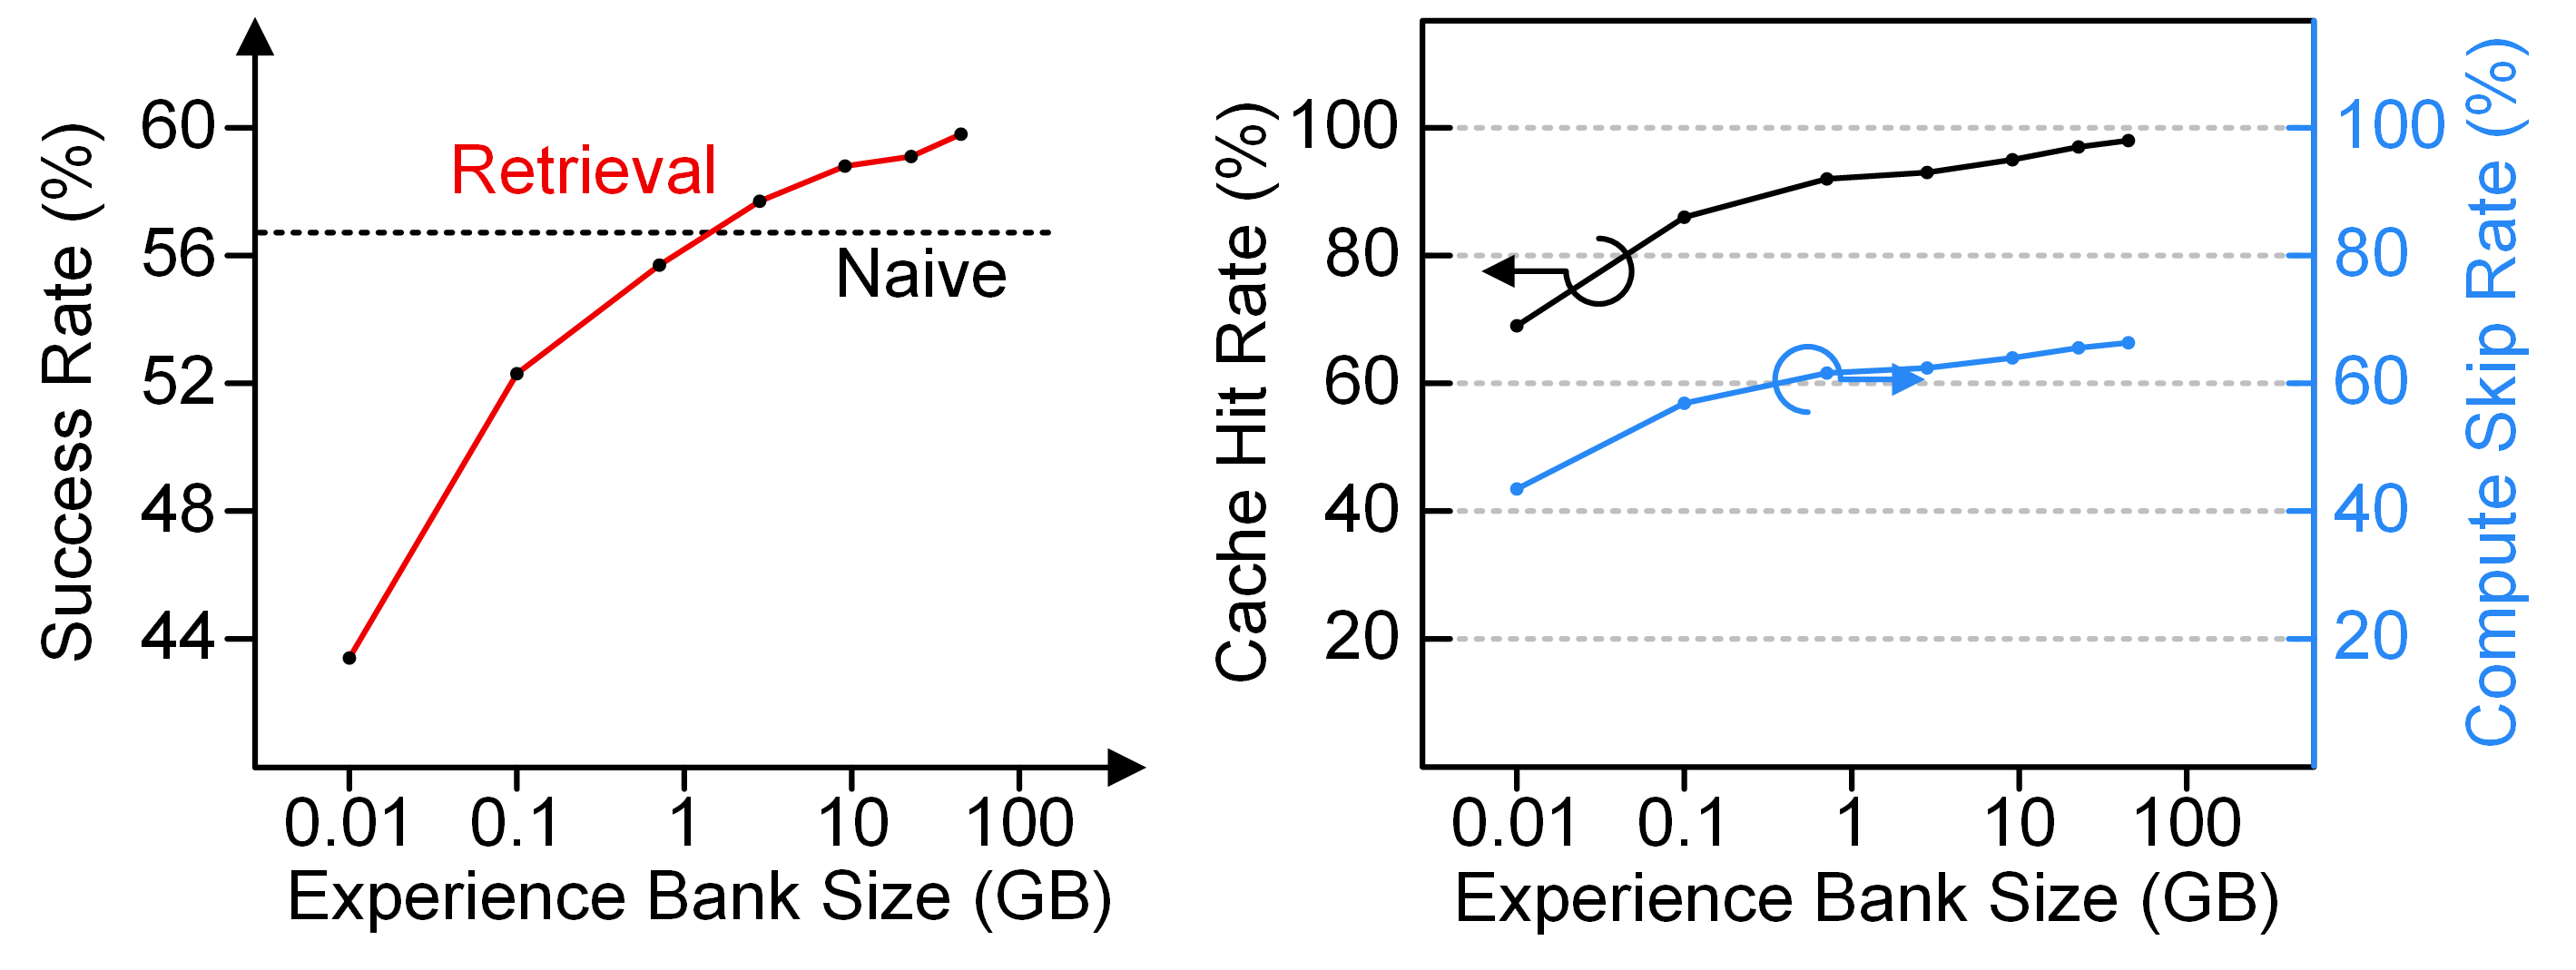 Success Rate (%)
60
56
52
48
44
Retrieval
Naive
0.01 0.1 1 10 100
Experience Bank Size (GB)
Cache Hit Rate (%)
100
80
60
40
20
100
80
60
40
20
Compute Skip Rate (%)
0.01 0.1 1 10 100
Experience Bank Size (GB)